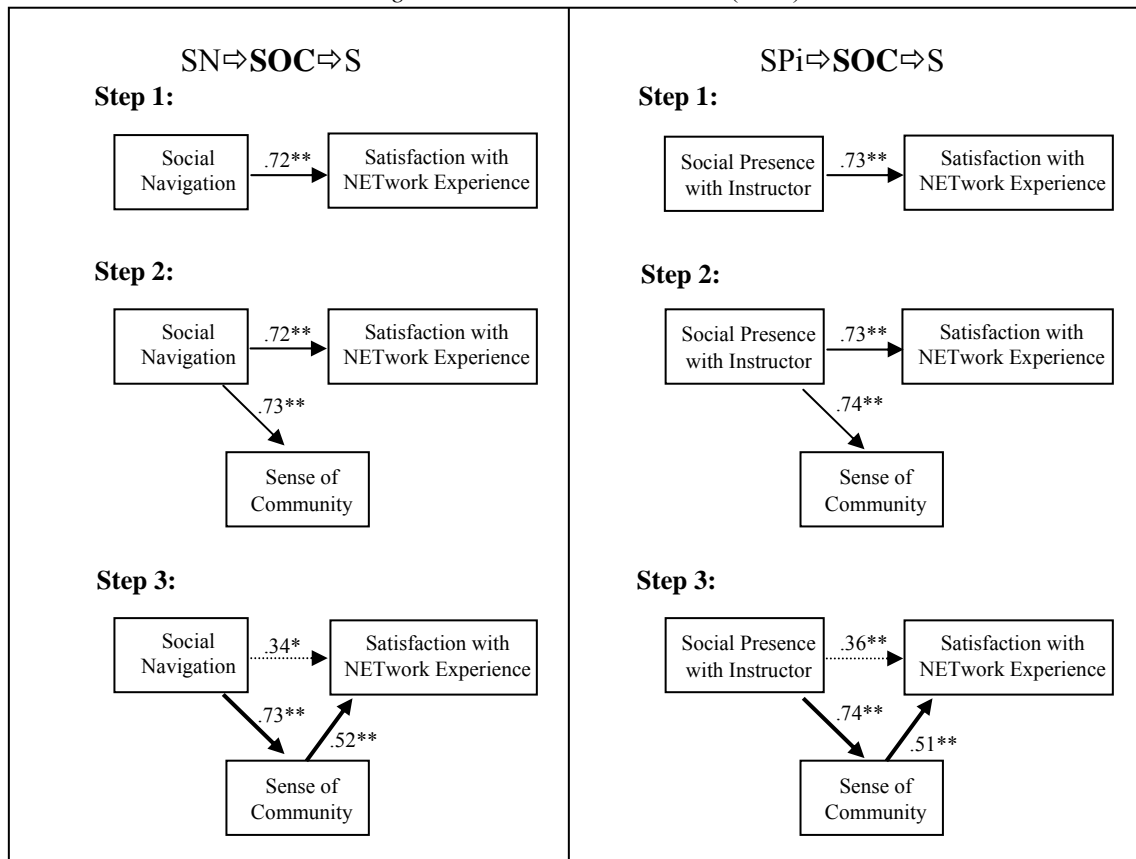 SN⇨SOC⇨S
Step 1:
Social
Navigation
.72**
Satisfaction with
NETwork Experience
Step 2:
Social
Navigation
.72**
Satisfaction with
NETwork Experience
.73**
Sense of
Community
Step 3:
Social
Navigation
.34*
Satisfaction with
NETwork Experience
.73**
.52**
Sense of
Community
SPi⇨SOC⇨S
Step 1:
Social Presence
with Instructor
.73**
Satisfaction with
NETwork Experience
Step 2:
Social Presence
with Instructor
.73**
Satisfaction with
NETwork Experience
.74**
Sense of
Community
Step 3:
Social Presence
with Instructor
.36**
Satisfaction with
NETwork Experience
.74**
.51**
Sense of
Community